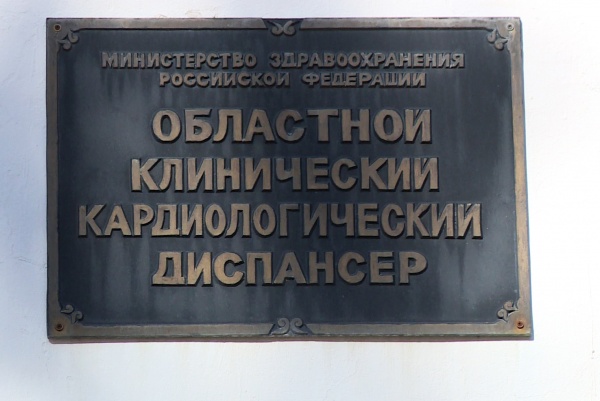 МИНИСТЕРСТВО ЗДРАВООХРАНЕНИЯ
РОССИЙСКОЙ ФЕДЕРАЦИИ
ОБЛАСТНОЙ
КЛИНИЧЕСКИЙ
КАРДИОЛОГИЧЕСКИЙ
ДИСПАНСЕР